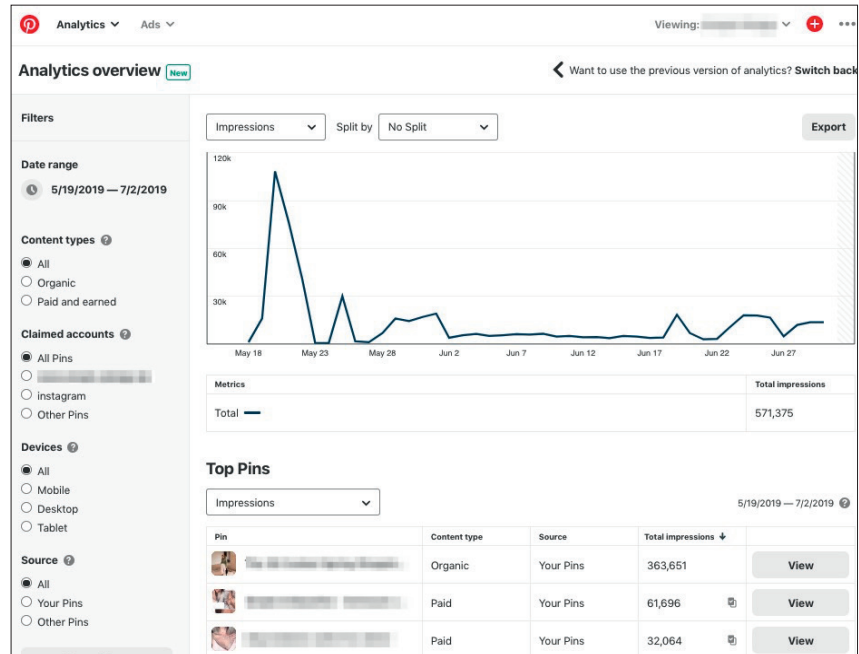 Analytics Ads Viewing:
Analytics overview New Want to use the previous version of analytics? Switch back
Filters
Date range
5/19/2019 — 7/2/2019
Content types
All
Organic
Paid and earned
Claimed accounts
All Pins
instagram
Other Pins
Devices
All
Mobile
Desktop
Tablet
Source
All
Your Pins
Other Pins
Impressions Split by No Split Export
120k
90k
60k
30k
May 18 May 23 May 28 Jun 2 Jun 7 Jun 12 Jun 17 Jun 22 Jun 27
Metrics Total impressions
Total 571,375
Top Pins
Impressions 5/19/2019 — 7/2/2019
Pin Content type Source Total impressions
Organic Your Pins 363,651 View
Paid Your Pins 61,696 View
Paid Your Pins 32,064 View